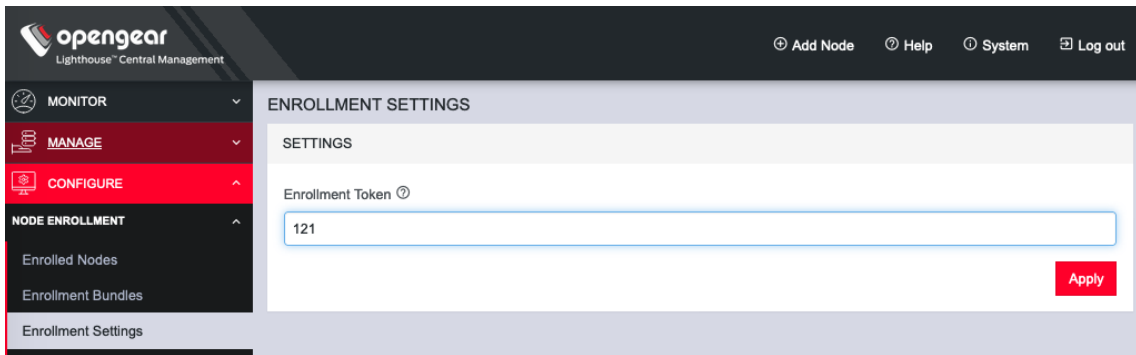 opengear
Lighthouse™ Central Management
Add Node
Help
System
Log out
MONITOR
MANAGE
CONFIGURE
NODE ENROLLMENT
Enrolled Nodes
Enrollment Bundles
Enrollment Settings
ENROLLMENT SETTINGS
SETTINGS
Enrollment Token
121
Apply